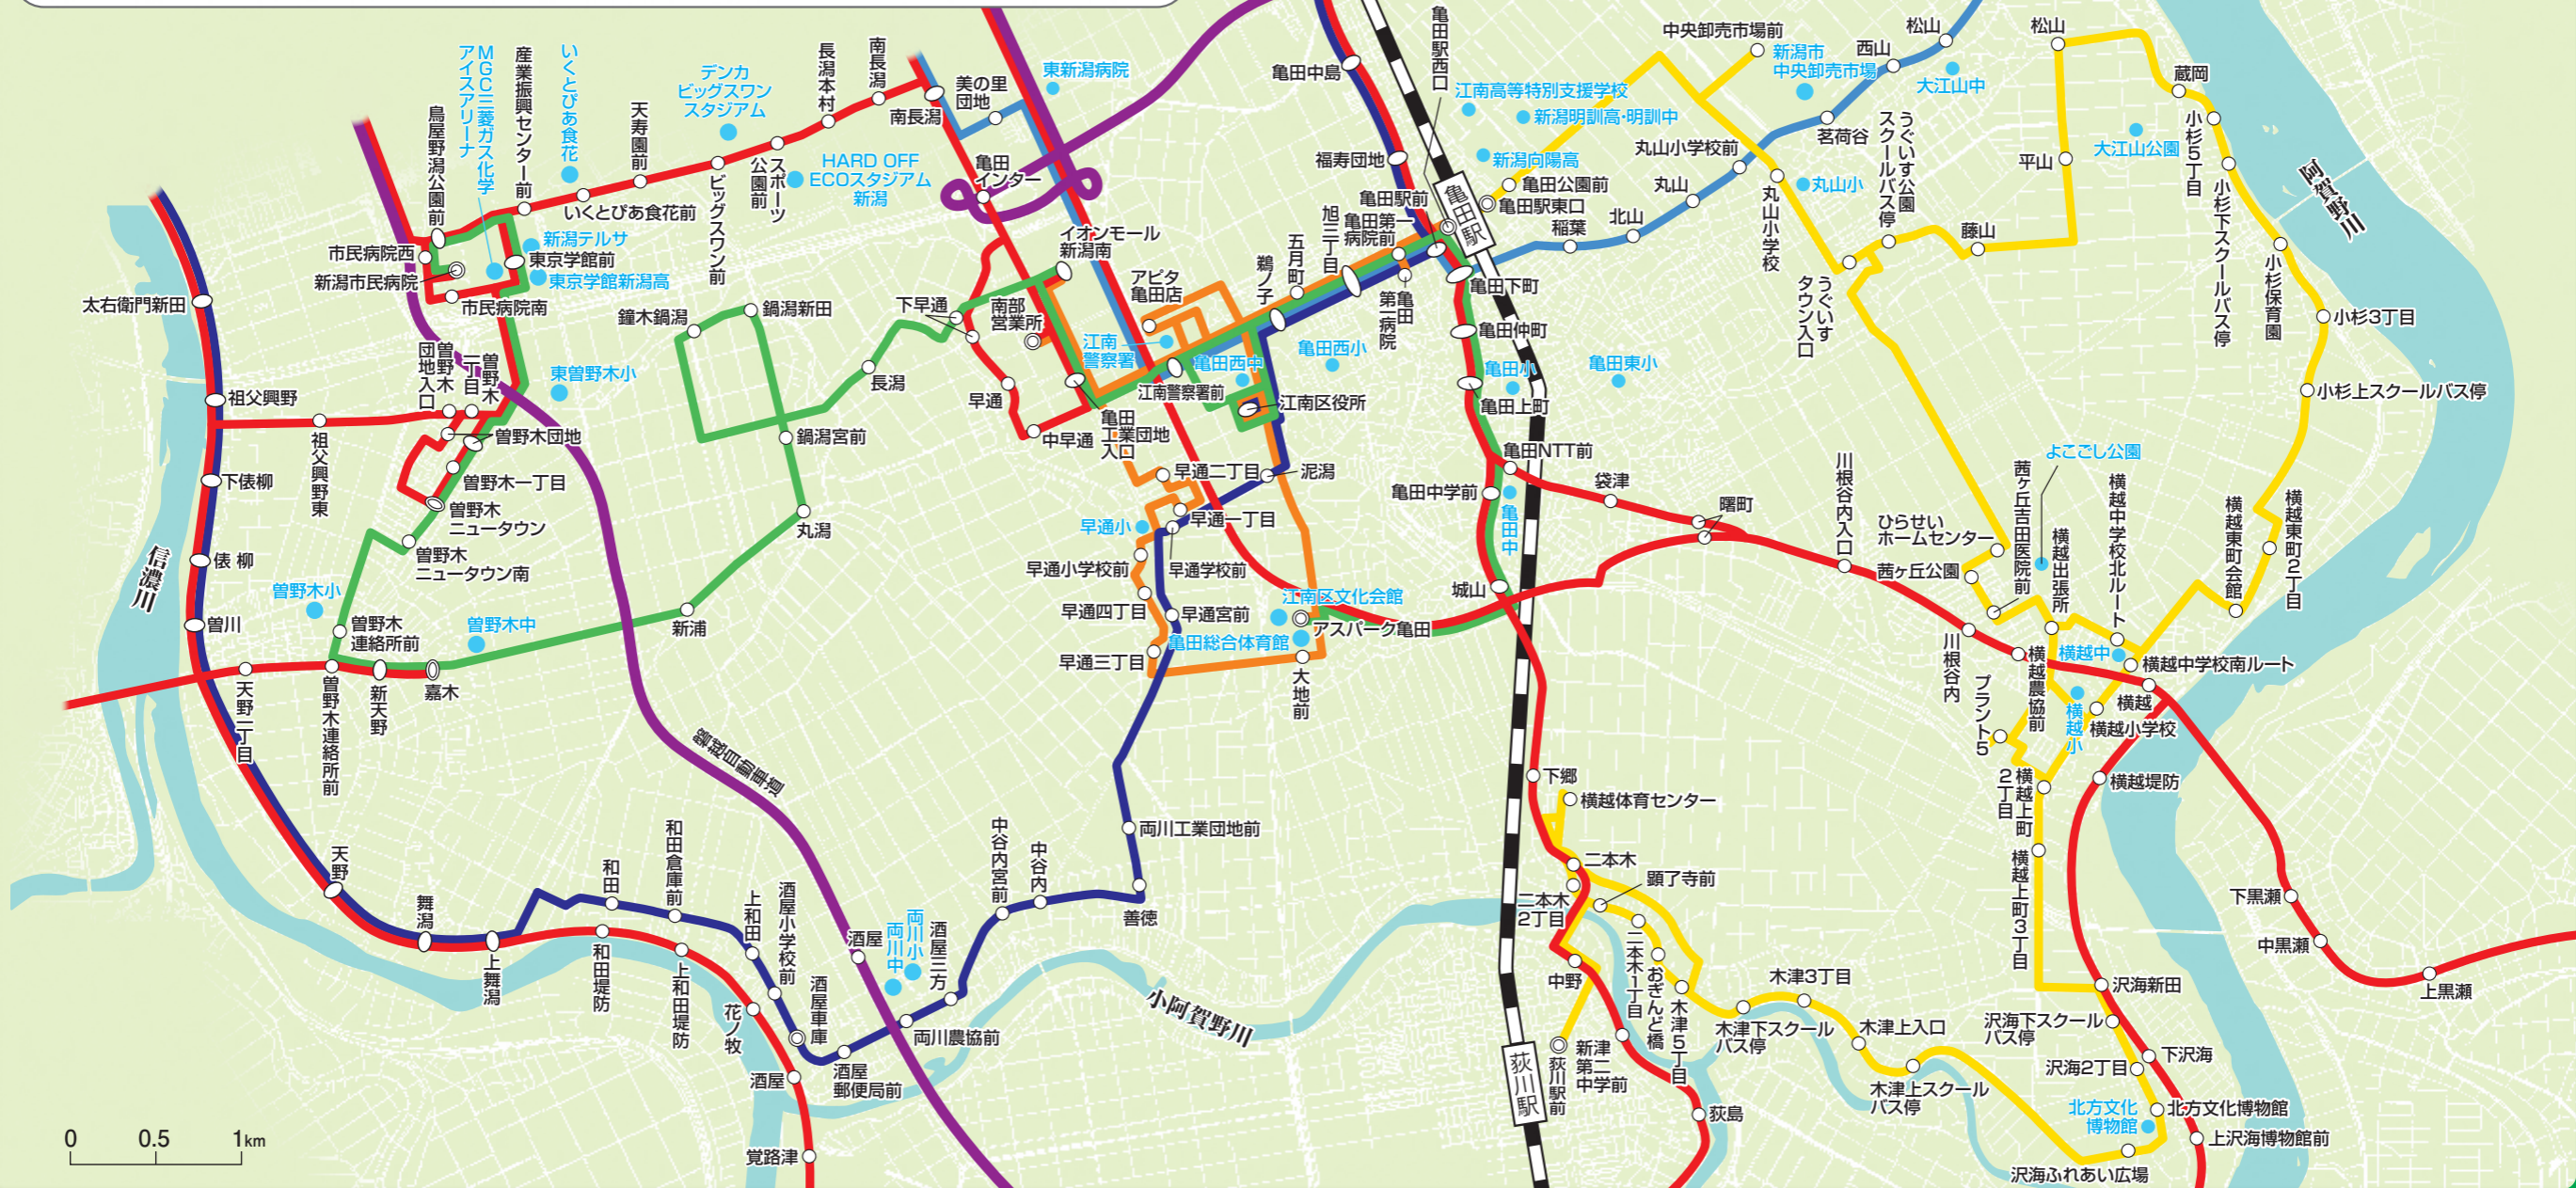 鳥屋野潟公園前
MGC三菱ガス化学
アイスアリーナ
産業振興センター前
いくとぴあ食花
いくとぴあ食花前
天寿園前
デンカ
ビッグスワン
スタジアム
ビッグスワン前
スポーツ
公園前
HARD OFF
ECOスタジアム
新潟
長潟本村
南長潟
南長潟
美の里
団地
東新潟病院
亀田
インター
市民病院西
新潟市民病院
市民病院南
新潟テルサ
東京学館前
東京学館新潟高
曽野木
団地入口
曽野木
二丁目
東曽野木小
曽野木団地
曽野木一丁目
曽野木
ニュータウン
曽野木
ニュータウン南
曽野木小
曽野木
連絡所前
曽野木中
曽野木連絡所前
新天野
嘉木
新浦
丸潟
鍋潟宮前
鍋潟新田
鐘木鍋潟
長潟
下早通
早通
中早通
南部
営業所
イオンモール
新潟南
アピタ
亀田店
江南
警察署
江南警察署前
亀田
工業団地
入口
亀田西中
江南区役所
鵜ノ子
五月町
旭三丁目
亀田第一
病院前
亀田
第一病院
亀田駅前
福寿団地
亀田中島
亀田駅西口
亀田駅
亀田駅東口
亀田公園前
江南高等特別支援学校
新潟明訓高・明訓中
新潟向陽高
中央卸売市場前
新潟市
中央卸売市場
松山
西山
大江山中
茗荷谷
丸山小学校前
丸山
北山
稲葉
丸山小学校
丸山小
うぐいす公園
スクールバス停
うぐいす
タウン入口
藤山
平山
松山
蔵岡
小杉5丁目
大江山公園
小杉下スクールバス停
小杉保育園
小杉3丁目
小杉上スクールバス停
阿賀野川
横越東町2丁目
横越東町会館
横越中学校北ルート
よこごし公園
横越出張所
茜ヶ丘吉田医院前
茜ヶ丘公園
ひらせい
ホームセンター
川根谷内入口
川根谷内
プラント5
横越農協前
横越中
横越中学校南ルート
横越
横越小学校
横越小
横越上町
2丁目
横越上町3丁目
横越堤防
下黒瀬
中黒瀬
上黒瀬
沢海新田
沢海下スクール
バス停
下沢海
沢海2丁目
北方文化
博物館
北方文化博物館
上沢海博物館前
沢海ふれあい広場
亀田下町
亀田仲町
亀田小
亀田上町
亀田東小
亀田西小
亀田NTT前
亀田中学前
亀田中
袋津
曙町
城山
江南区文化会館
アスパーク亀田
亀田総合体育館
大地前
泥潟
早通二丁目
早通一丁目
早通小
早通学校前
早通小学校前
早通四丁目
早通宮前
早通三丁目
両川工業団地前
善徳
中谷内
中谷内宮前
酒屋三方
両川小
両川中
両川農協前
酒屋
酒屋
郵便局前
酒屋車庫
酒屋小学校前
上和田
和田倉庫前
和田
和田堤防
上和田堤防
花ノ牧
酒屋
覚路津
上舞潟
舞潟
天野
天野二丁目
曽川
俵柳
下俵柳
祖父興野
祖父興野東
太右衛門新田
信濃川
磐越自動車道
小阿賀野川
下郷
横越体育センター
二本木
顕了寺前
二本木
2丁目
二本木1丁目
おぎんど橋
中野
木津5丁目
木津3丁目
木津下スクール
バス停
木津上入口
木津上スクール
バス停
荻川駅
荻川駅前
新津
第二
中学前
荻島
0 0.5 1km